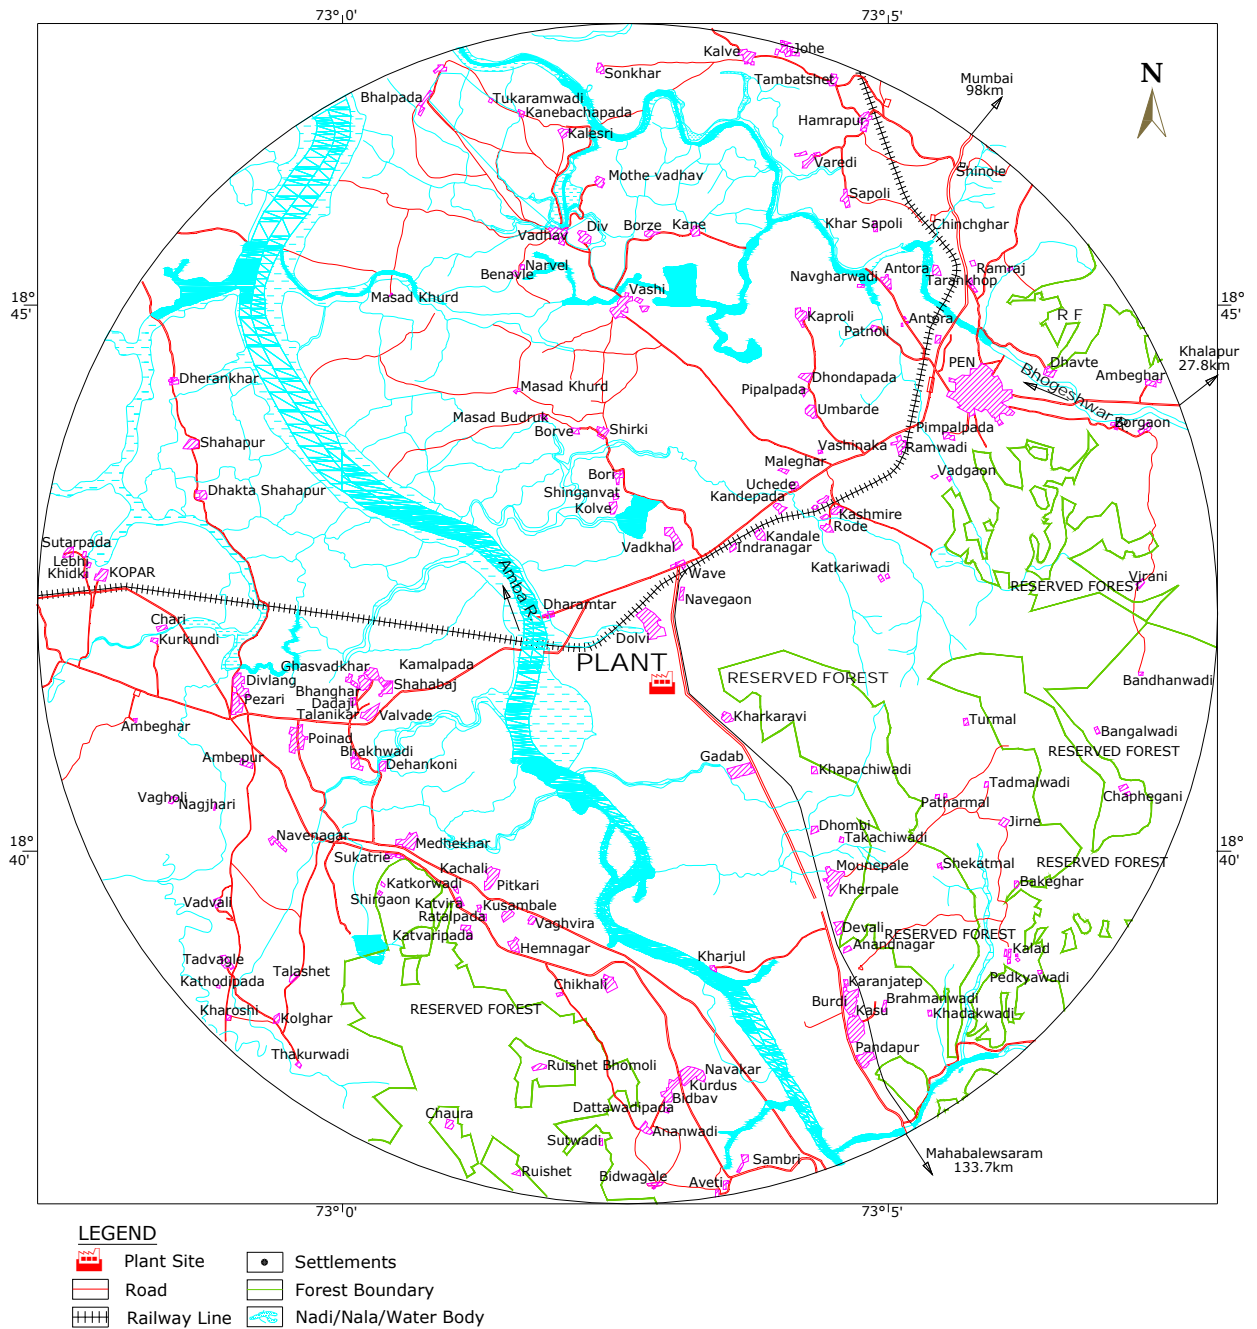 73° 0'
73° 5'
Kalve
Johe
Sonkhar
Tambatshet
Mumbai
98km
N
Bhalpada
Tukaramwadi
Kanebachapada
Hamrapur
Kalesri
Varedi
Shinole
Mothe vadhav
Sapoli
Khar Sapoli
Chinchghar
Vadhav
Div
Borze
Kane
Narvel
Benavle
Navgharwadi
Antora
Ramraj
Tarankhop
Masad Khurd
Vashi
18°
45'
18°
45'
Kaproli
Antora
Patnoli
R F
Khalapur
27.8km
PEN
Dhavte
Ambeghar
Bhogeshwar R
Dherankhar
Masad Khurd
Dhondapada
Pipalpada
Umbarde
Masad Budruk
Borve
Shirki
Pimpalpada
Borgaon
Shahapur
Vashinaka
Ramwadi
Maleghar
Vadgaon
Bori
Uchede
Dhakta Shahapur
Shinganvat
Kandepada
Kolve
Kashmire
Rode
Sutarpada
Lebhi
Khidki
KOPAR
Vadkhal
Kandale
Indranagar
Wave
Katkariwadi
RESERVED FOREST
Virani
Amba R.
Navegaon
Dharamtar
Chari
Kurkundi
Dolvi
PLANT
Ghasvadkhar
Kamalpada
Divlang
Shahabaj
Bhanghar
Pezari
Dadaji
Talanikar
Valvade
RESERVED FOREST
Bandhanwadi
Ambeghar
Kharkaravi
Turmal
Bangalwadi
Poinad
Bhakhwadi
Ambepur
Dehankoni
Gadab
Khapachiwadi
RESERVED FOREST
Tadmalwadi
Vagholi
Nagjhari
Patharmal
Chaphegani
Navenagar
Medhekhar
Dhombi
Takachiwadi
Jirne
18°
40'
18°
40'
Sukatrie
Kachali
Mounepale
Shekatmal
RESERVED FOREST
Katkorwadi
Pitkari
Kherpale
Bakeghar
Shirgaon
Katvira
Kusambale
Vadvali
Ratalpada
Vaghvira
Devali
RESERVED FOREST
Katvaripada
Hemnagar
Anandnagar
Kalad
Tadvagle
Kharjul
Talashet
Kathodipada
Chikhali
Karanjatep
Pedkyawadi
Burdi
Brahmanwadi
Kharoshi
Kolghar
RESERVED FOREST
Kasu
Khadakwadi
Thakurwadi
Pandapur
Ruishet Bhomoli
Navakar
Kurdus
Bidbav
Chaura
Dattawadipada
Ananwadi
Sutwadi
Mahabalewsaram
133.7km
Ruishet
Bidwagale
Sambri
Aveti
73° 0'
73° 5'
LEGEND
Plant Site
Settlements
Road
Forest Boundary
Railway Line
Nadi/Nala/Water Body